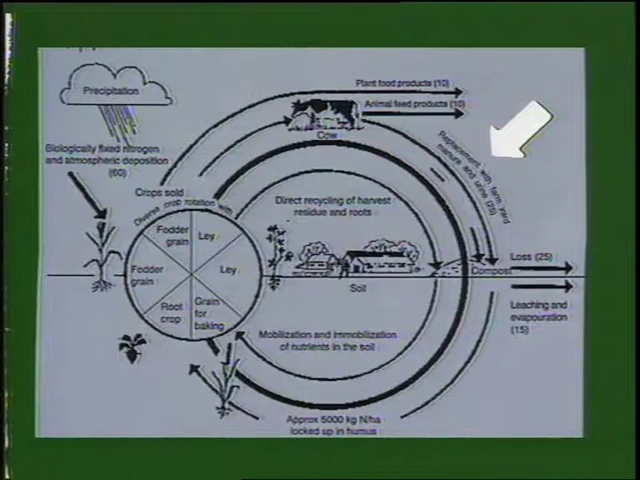 Plant food products (10)
Precipitation
Animal feed products (10)
Cow
Replacement with farm yard
manure and urine (25)
Biologically fixed nitrogen
and atmospheric deposition
(60)
Crops sold
Diverse crop rotation with
Direct recycling of harvest
residue and roots
Fodder
grain
Ley
Fodder
grain
Ley
Root
crop
Grain
for
baking
Soil
Compost
Loss (25)
Leaching and
evapouration
(15)
Mobilization and immobilization
of nutrients in the soil
Approx 5000 kg N/ha
locked up in humus